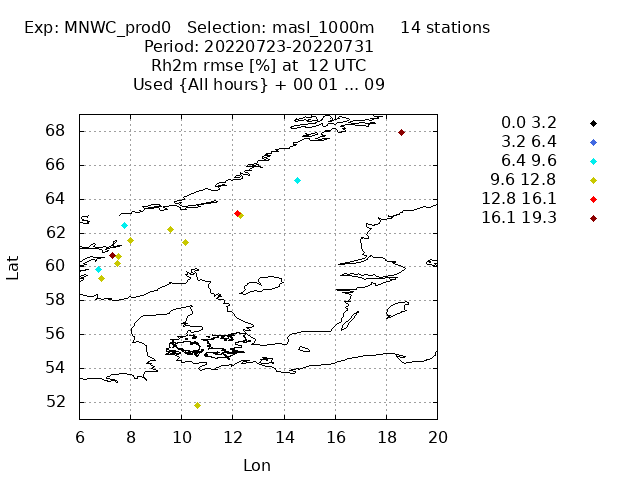 Exp: MNWC_prod0 Selection: masl_1000m 14 stations
Period: 20220723-20220731
Rh2m rmse [%] at 12 UTC
Used {All hours} + 00 01 ... 09
68
66
64
62
60
58
56
54
52
Lat
6 8 10 12 14 16 18 20
Lon
0.0 3.2
3.2 6.4
6.4 9.6
9.6 12.8
12.8 16.1
16.1 19.3